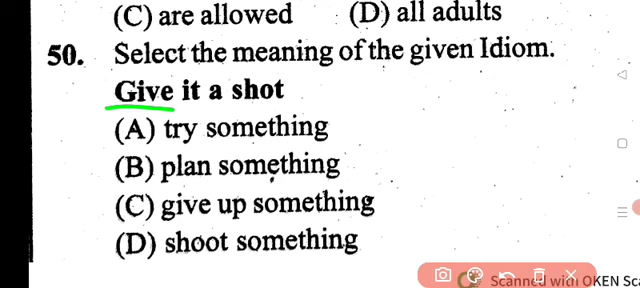 (C) are allowed (D) all adults
50. Select the meaning of the given Idiom.
Give it a shot
(A) try something
(B) plan something
(C) give up something
(D) shoot something
Scanned with OKEN Sc